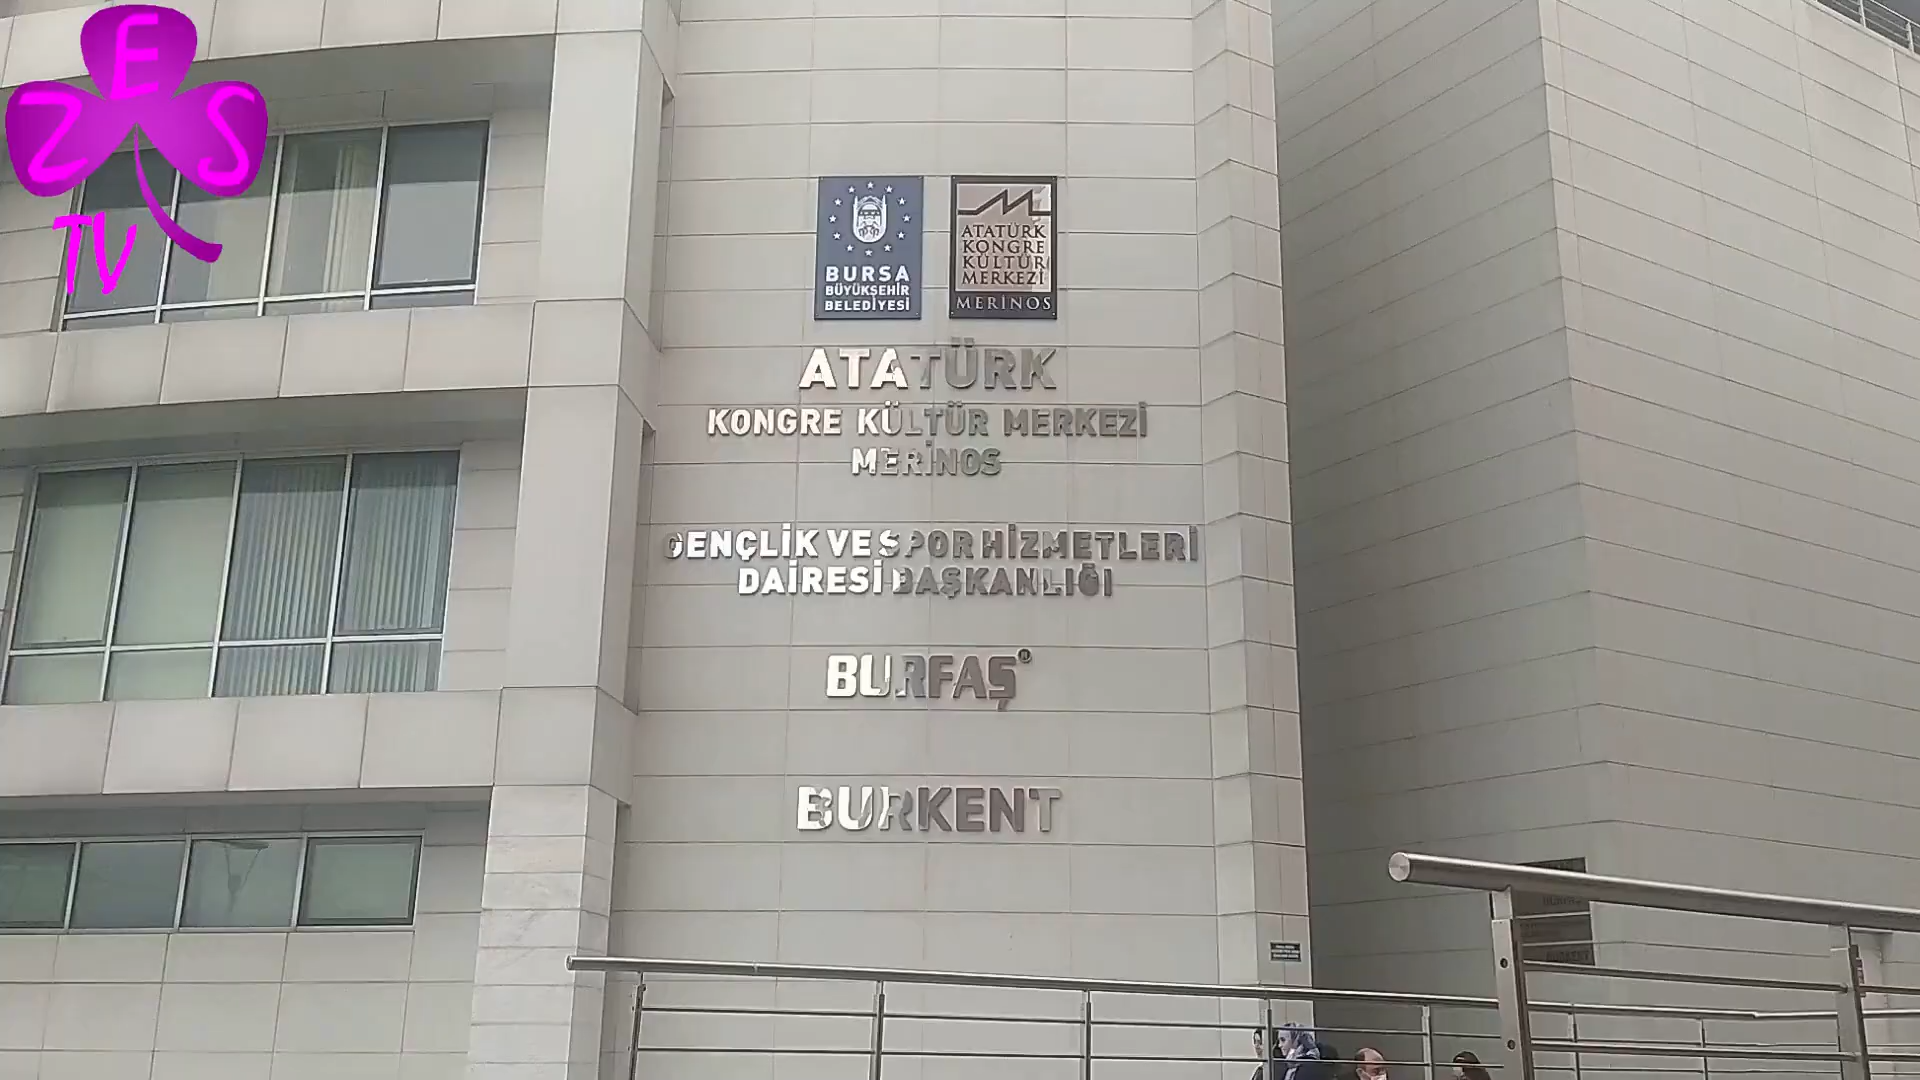 E
Z S
TV
BURSA
BÜYÜKŞEHİR
BELEDİYESİ
ATATÜRK
KONGRE
KÜLTÜR
MERKEZİ
MERİNOS
ATATÜRK
KONGRE KÜLTÜR MERKEZİ
MERİNOS
GENÇLİK VE SPOR HİZMETLERİ
DAİRESİ BAŞKANLIĞI
BURFAŞ®
BURKENT